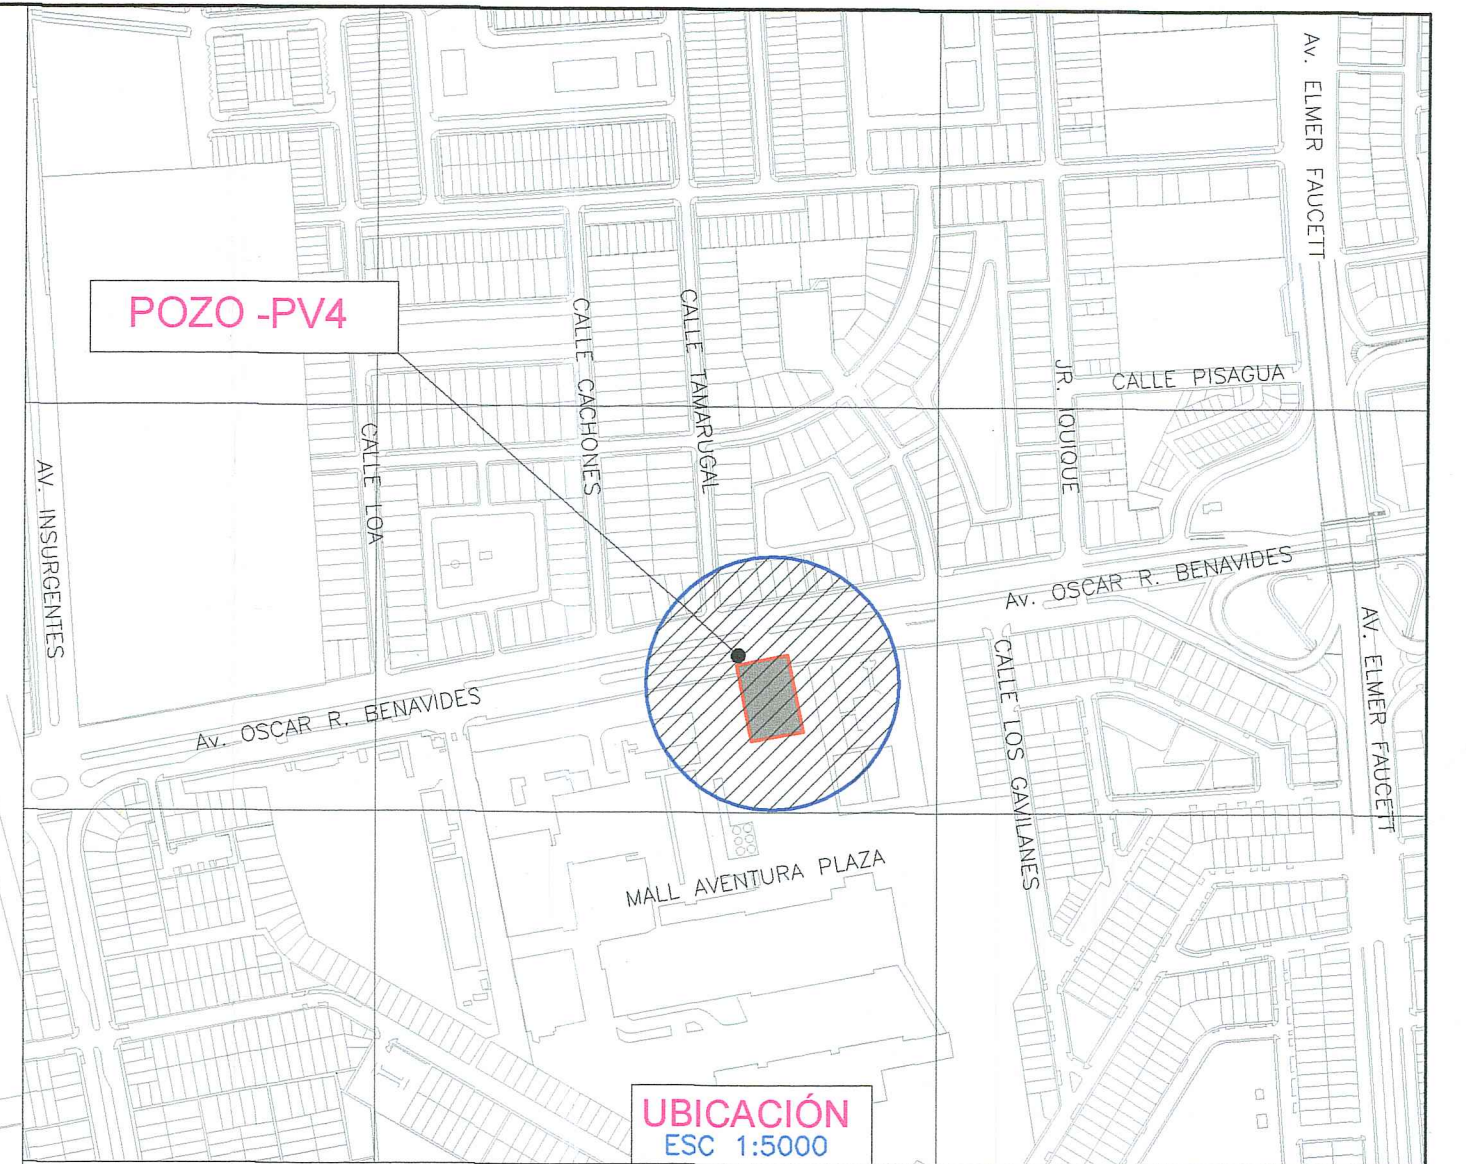 Av. ELMER FAUCETT
POZO -PV4
CALLE CACHONES
CALLE TAMARUGAL
JR. IQUIQUE
CALLE PISAGUA
CALLE LOA
AV. INSURGENTES
Av. OSCAR R. BENAVIDES
AV. ELMER FAUCETT
CALLE LOS GAVILANES
Av. OSCAR R. BENAVIDES
MALL AVENTURA PLAZA
UBICACIÓN
ESC 1:5000